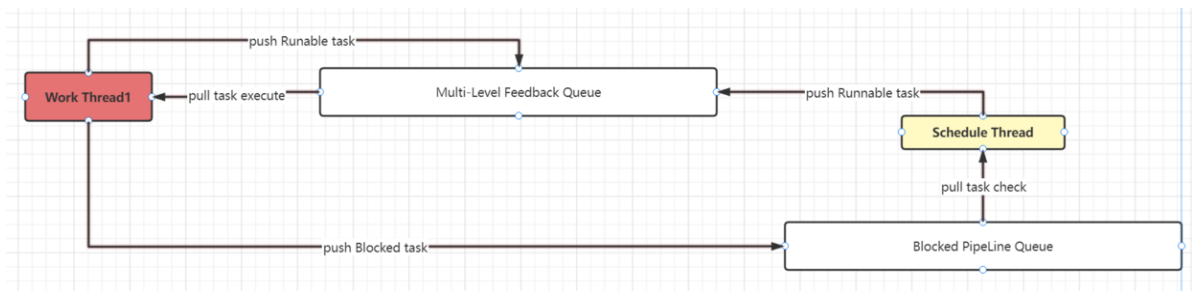 push Runable task
Work Thread1
pull task execute
Multi-Level Feedback Queue
push Runnable task
Schedule Thread
pull task check
push Blocked task
Blocked PipeLine Queue